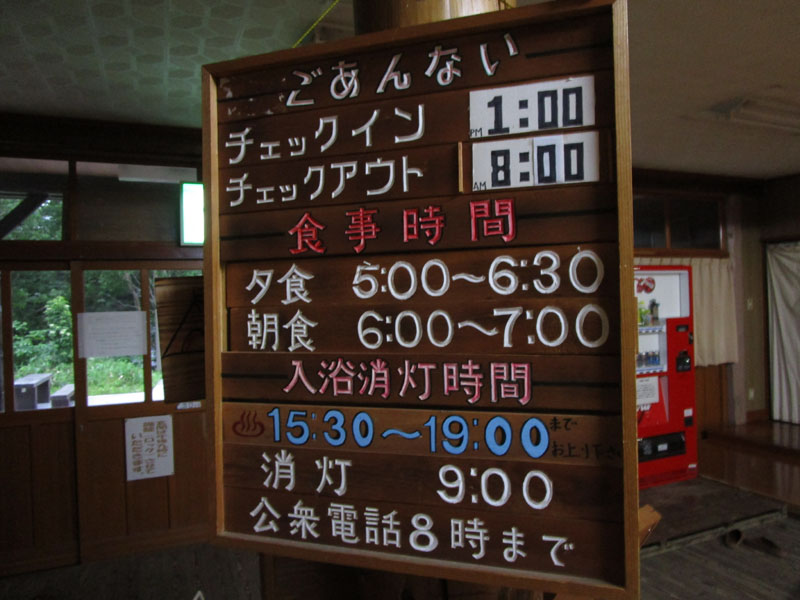 ごあんない
チェックイン PM 1:00
チェックアウト AM 8:00
食事時間
夕食 5:00〜6:30
朝食 6:00〜7:00
入浴消灯時間
♨ 15:30〜19:00 まで
お上り下さい
消灯 9:00
公衆電話8時まで